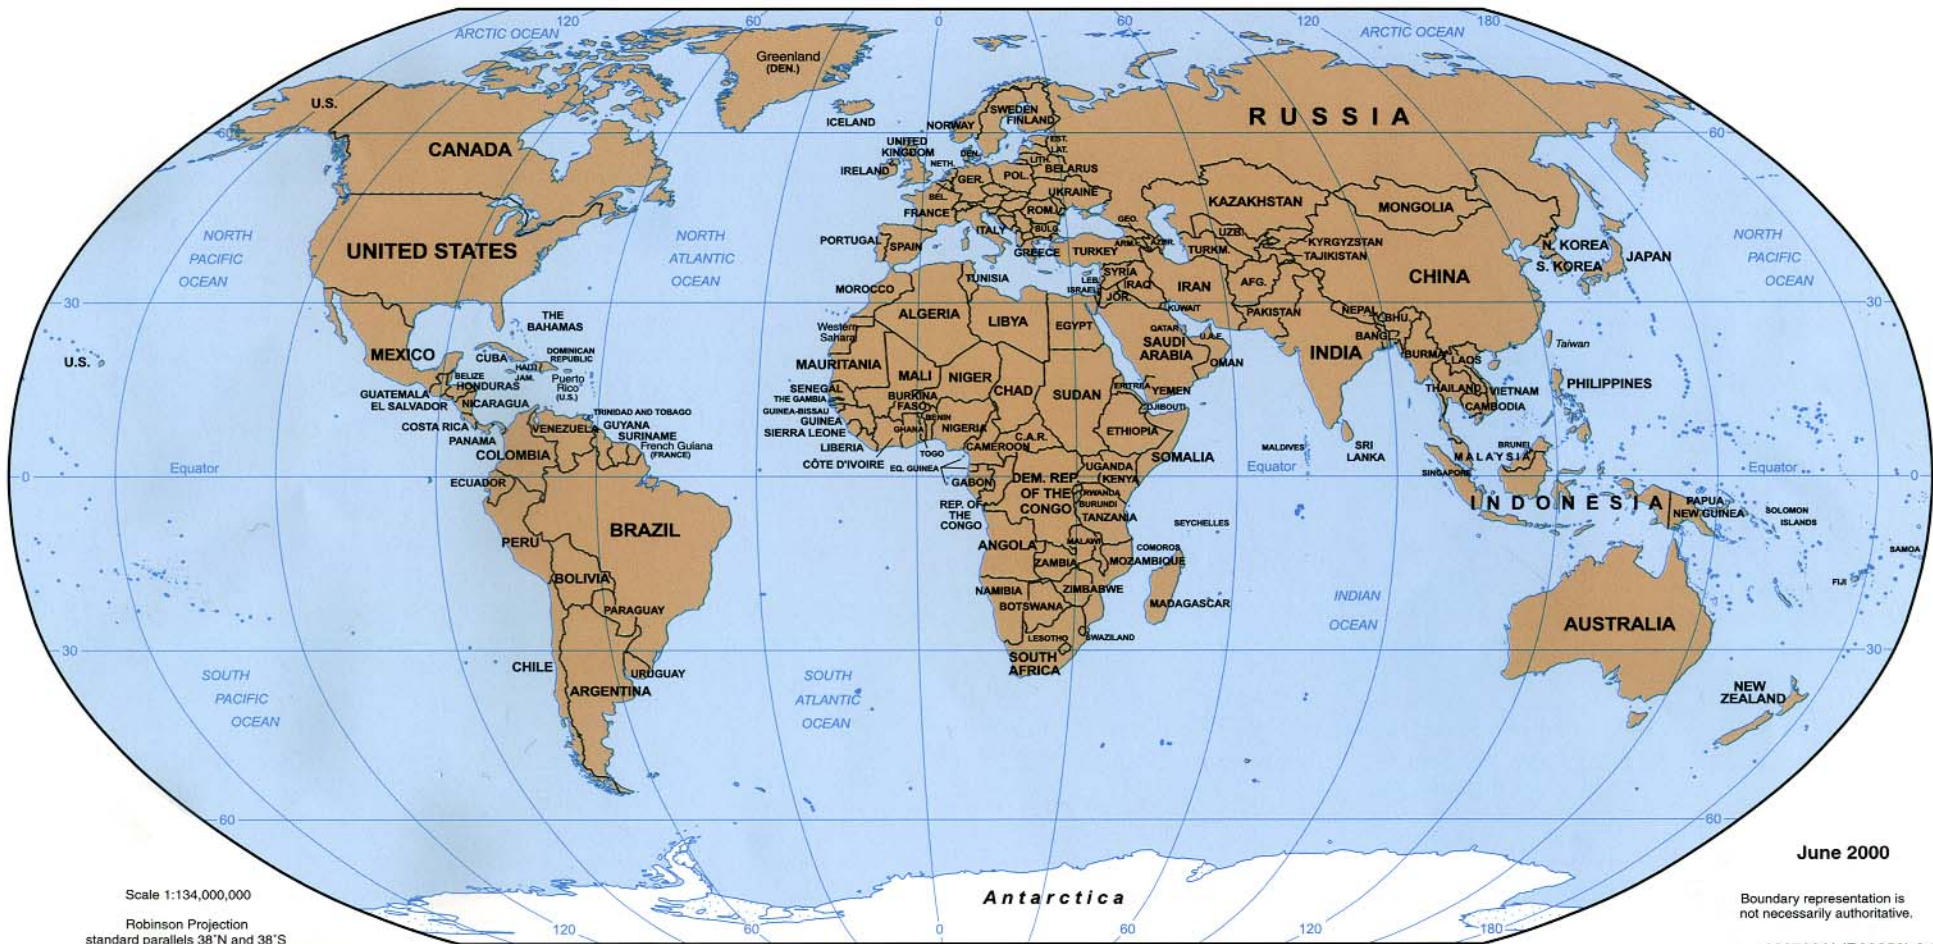 120
60
0
60
120
180
ARCTIC OCEAN
ARCTIC OCEAN
Greenland
(DEN.)
U.S.
ICELAND
NORWAY
SWEDEN
FINLAND
RUSSIA
60
60
CANADA
UNITED
KINGDOM
IRELAND
NETH.
DEN.
EST.
LAT.
LITH.
BELARUS
GER.
POL.
UKRAINE
BEL.
FRANCE
ROM.
KAZAKHSTAN
MONGOLIA
NORTH
PACIFIC
OCEAN
UNITED STATES
NORTH
ATLANTIC
OCEAN
PORTUGAL
SPAIN
ITALY
BULG.
GREECE
TURKEY
GEO.
ARM.
AZBR.
UZB.
TURKM.
KYRGYZSTAN
TAJIKISTAN
CHINA
N. KOREA
S. KOREA
JAPAN
NORTH
PACIFIC
OCEAN
30
30
MOROCCO
TUNISIA
LEB.
ISRAEL
SYRIA
IRAQ
JOR.
IRAN
KUWAIT
AFG.
PAKISTAN
NEPAL
BHU.
BANGL.
THE
BAHAMAS
Western
Sahara
ALGERIA
LIBYA
EGYPT
QATAR
U.A.E.
SAUDI
ARABIA
OMAN
INDIA
BURMA
LAOS
Taiwan
U.S.
MEXICO
CUBA
DOMINICAN
REPUBLIC
HAITI
JAM.
Puerto
Rico
(U.S.)
BELIZE
HONDURAS
GUATEMALA
EL SALVADOR
NICARAGUA
COSTA RICA
PANAMA
MAURITANIA
MALI
NIGER
CHAD
SUDAN
ERITREA
YEMEN
DJIBOUTI
THAILAND
VIETNAM
CAMBODIA
PHILIPPINES
SENEGAL
THE GAMBIA
GUINEA-BISSAU
GUINEA
SIERRA LEONE
LIBERIA
CÔTE D'IVOIRE
BURKINA
FASO
GHANA
BENIN
TOGO
NIGERIA
CAMEROON
C.A.R.
ETHIOPIA
SOMALIA
TRINIDAD AND TOBAGO
GUYANA
SURINAME
French Guiana
(FRANCE)
VENEZUELA
COLOMBIA
ECUADOR
MALDIVES
SRI
LANKA
BRUNEI
MALAYSIA
SINGAPORE
0
Equator
EQ. GUINEA
GABON
REP. OF
THE
CONGO
DEM. REP.
OF THE
CONGO
UGANDA
KENYA
RWANDA
BURUNDI
TANZANIA
Equator
Equator
0
INDONESIA
PAPUA
NEW GUINEA
SOLOMON
ISLANDS
SEYCHELLES
PERU
BRAZIL
ANGOLA
MALAWI
COMOROS
ZAMBIA
MOZAMBIQUE
SAMOA
FIJI
BOLIVIA
NAMIBIA
ZIMBABWE
BOTSWANA
MADAGASCAR
PARAGUAY
INDIAN
OCEAN
AUSTRALIA
LESOTHO
SWAZILAND
30
30
CHILE
URUGUAY
ARGENTINA
SOUTH
AFRICA
SOUTH
PACIFIC
OCEAN
SOUTH
ATLANTIC
OCEAN
NEW
ZEALAND
60
60
Antarctica
120
60
0
60
120
180
June 2000
Scale 1:134,000,000
Robinson Projection
standard parallels 38°N and 38°S
Boundary representation is
not necessarily authoritative.